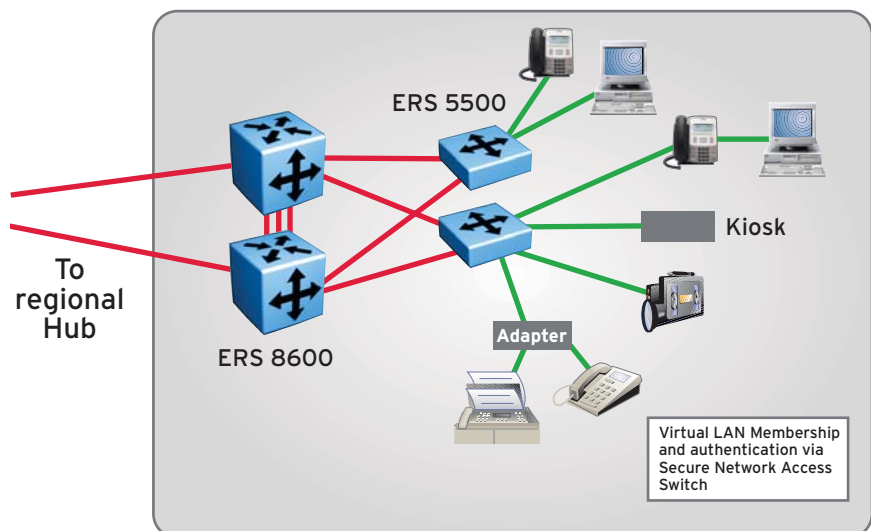 ERS 5500
Kiosk
To
regional
Hub
ERS 8600
Adapter
Virtual LAN Membership
and authentication via
Secure Network Access
Switch